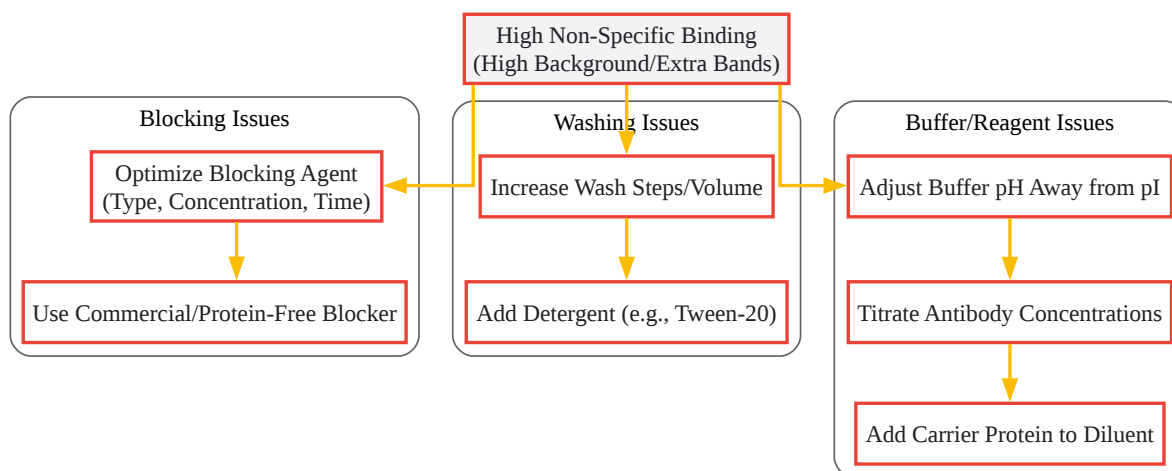 High Non-Specific Binding
(High Background/Extra Bands)
Blocking Issues
Optimize Blocking Agent
(Type, Concentration, Time)
Use Commercial/Protein-Free Blocker
Washing Issues
Increase Wash Steps/Volume
Add Detergent (e.g., Tween-20)
Buffer/Reagent Issues
Adjust Buffer pH Away from pI
Titrate Antibody Concentrations
Add Carrier Protein to Diluent